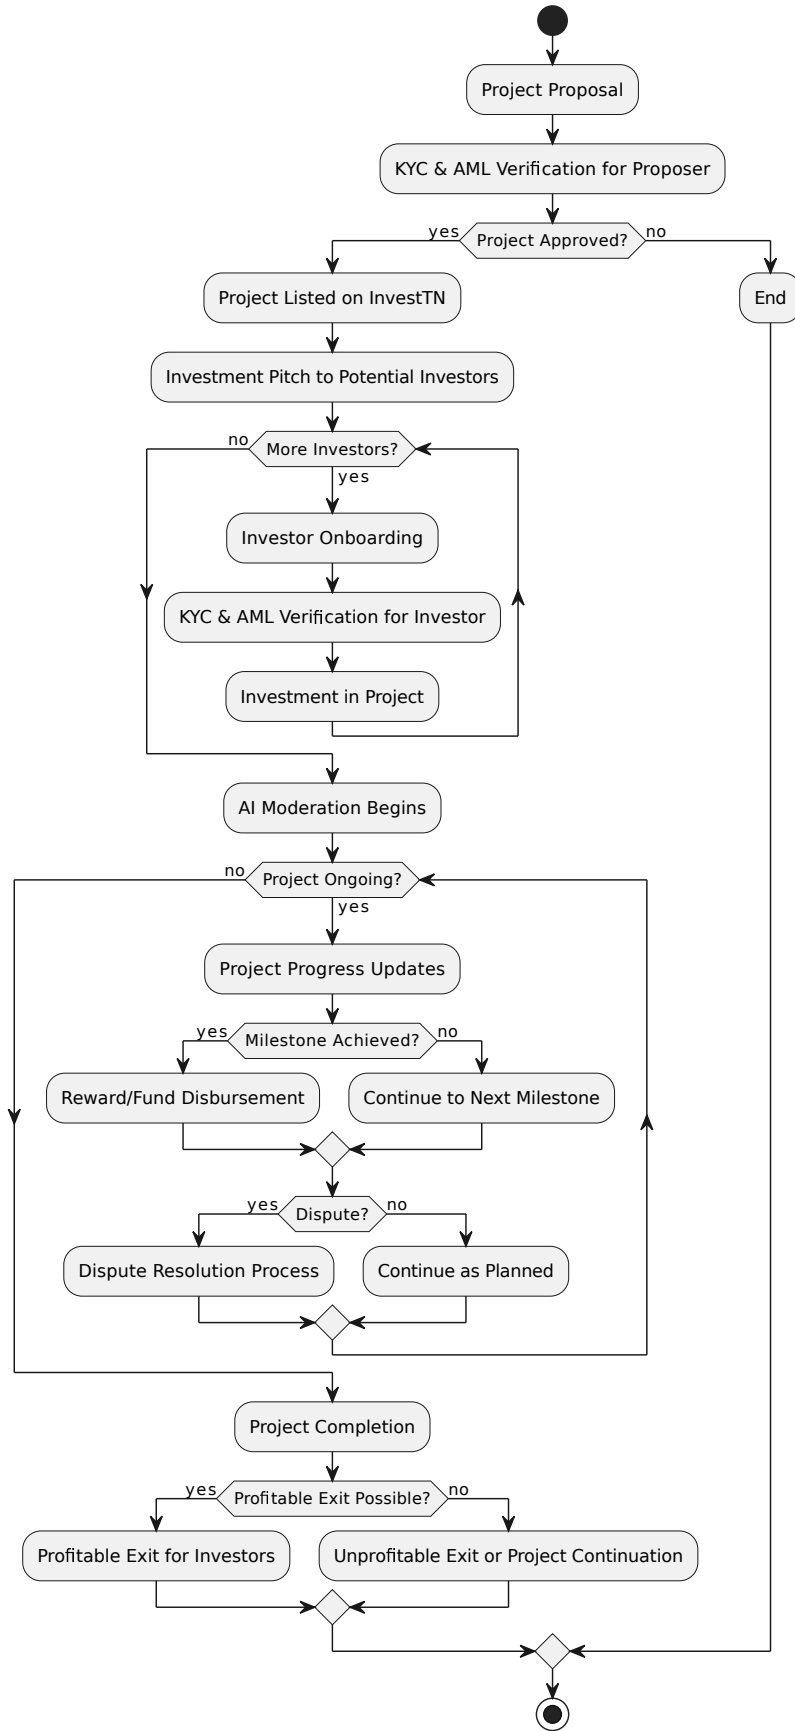 Project Proposal
KYC & AML Verification for Proposer
yes
Project Approved?
no
Project Listed on InvestTN
End
Investment Pitch to Potential Investors
no
More Investors?
yes
Investor Onboarding
KYC & AML Verification for Investor
Investment in Project
AI Moderation Begins
no
Project Ongoing?
yes
Project Progress Updates
yes
Milestone Achieved?
no
Reward/Fund Disbursement
Continue to Next Milestone
yes
Dispute?
no
Dispute Resolution Process
Continue as Planned
Project Completion
yes
Profitable Exit Possible?
no
Profitable Exit for Investors
Unprofitable Exit or Project Continuation